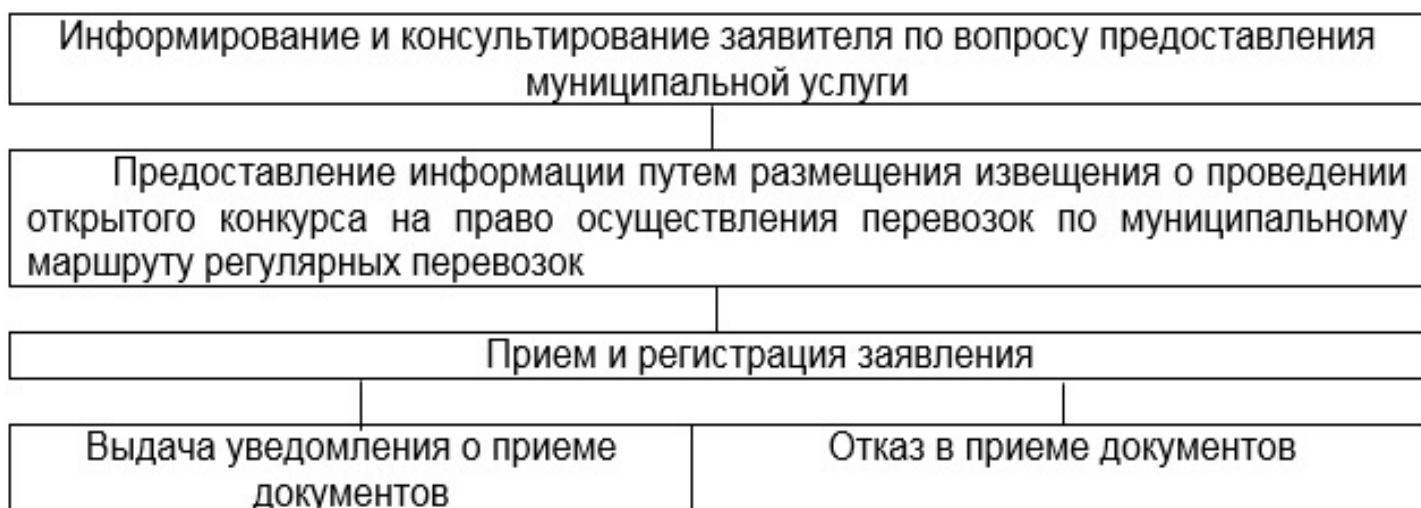 Информирование и консультирование заявителя по вопросу предоставления
муниципальной услуги
Предоставление информации путем размещения извещения о проведении
открытого конкурса на право осуществления перевозок по муниципальному
маршруту регулярных перевозок
Прием и регистрация заявления
Выдача уведомления о приеме
документов
Отказ в приеме документов